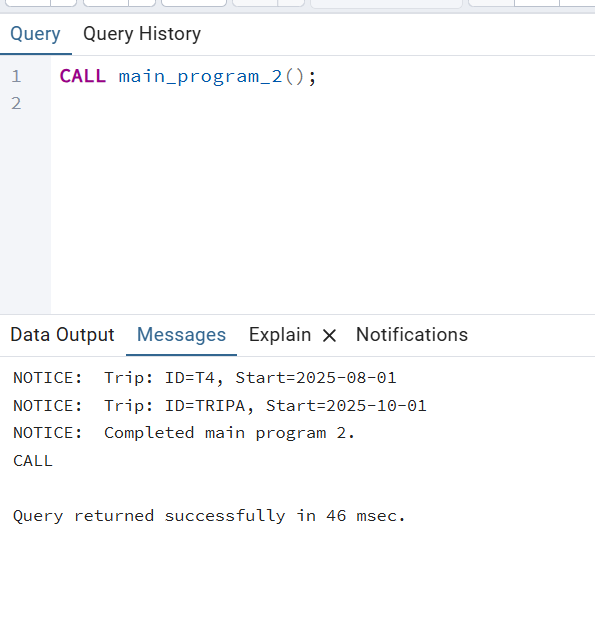 Query Query History
1 CALL main_program_2();
2
Data Output Messages Explain Notifications
NOTICE:  Trip: ID=T4, Start=2025-08-01
NOTICE:  Trip: ID=TRIPA, Start=2025-10-01
NOTICE:  Completed main program 2.
CALL
Query returned successfully in 46 msec.